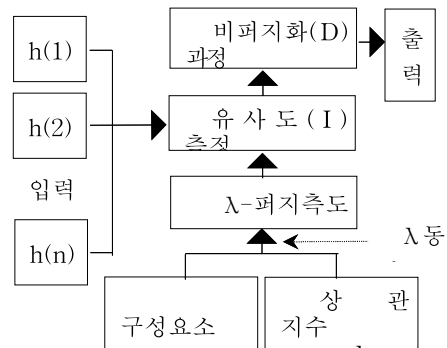 비퍼지화(D)
과정
출
력
h(1)
h(2)
유 사 도 ( I )
측정
입력
λ-퍼지측도
λ동
h(n)
구성요소
상 관
지수